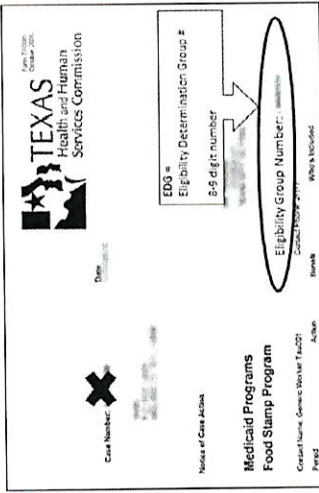 TEXAS
Health and Human
Services Commission
Date
Case Number:
EDG =
Eligibility Determination Group #
8-9 digit number
Notice of Case Action
Eligibility Group Number:
Medicaid Programs
Food Stamp Program
Contact Name: Generic Worker
Period
Action
Benefit
Who's Included